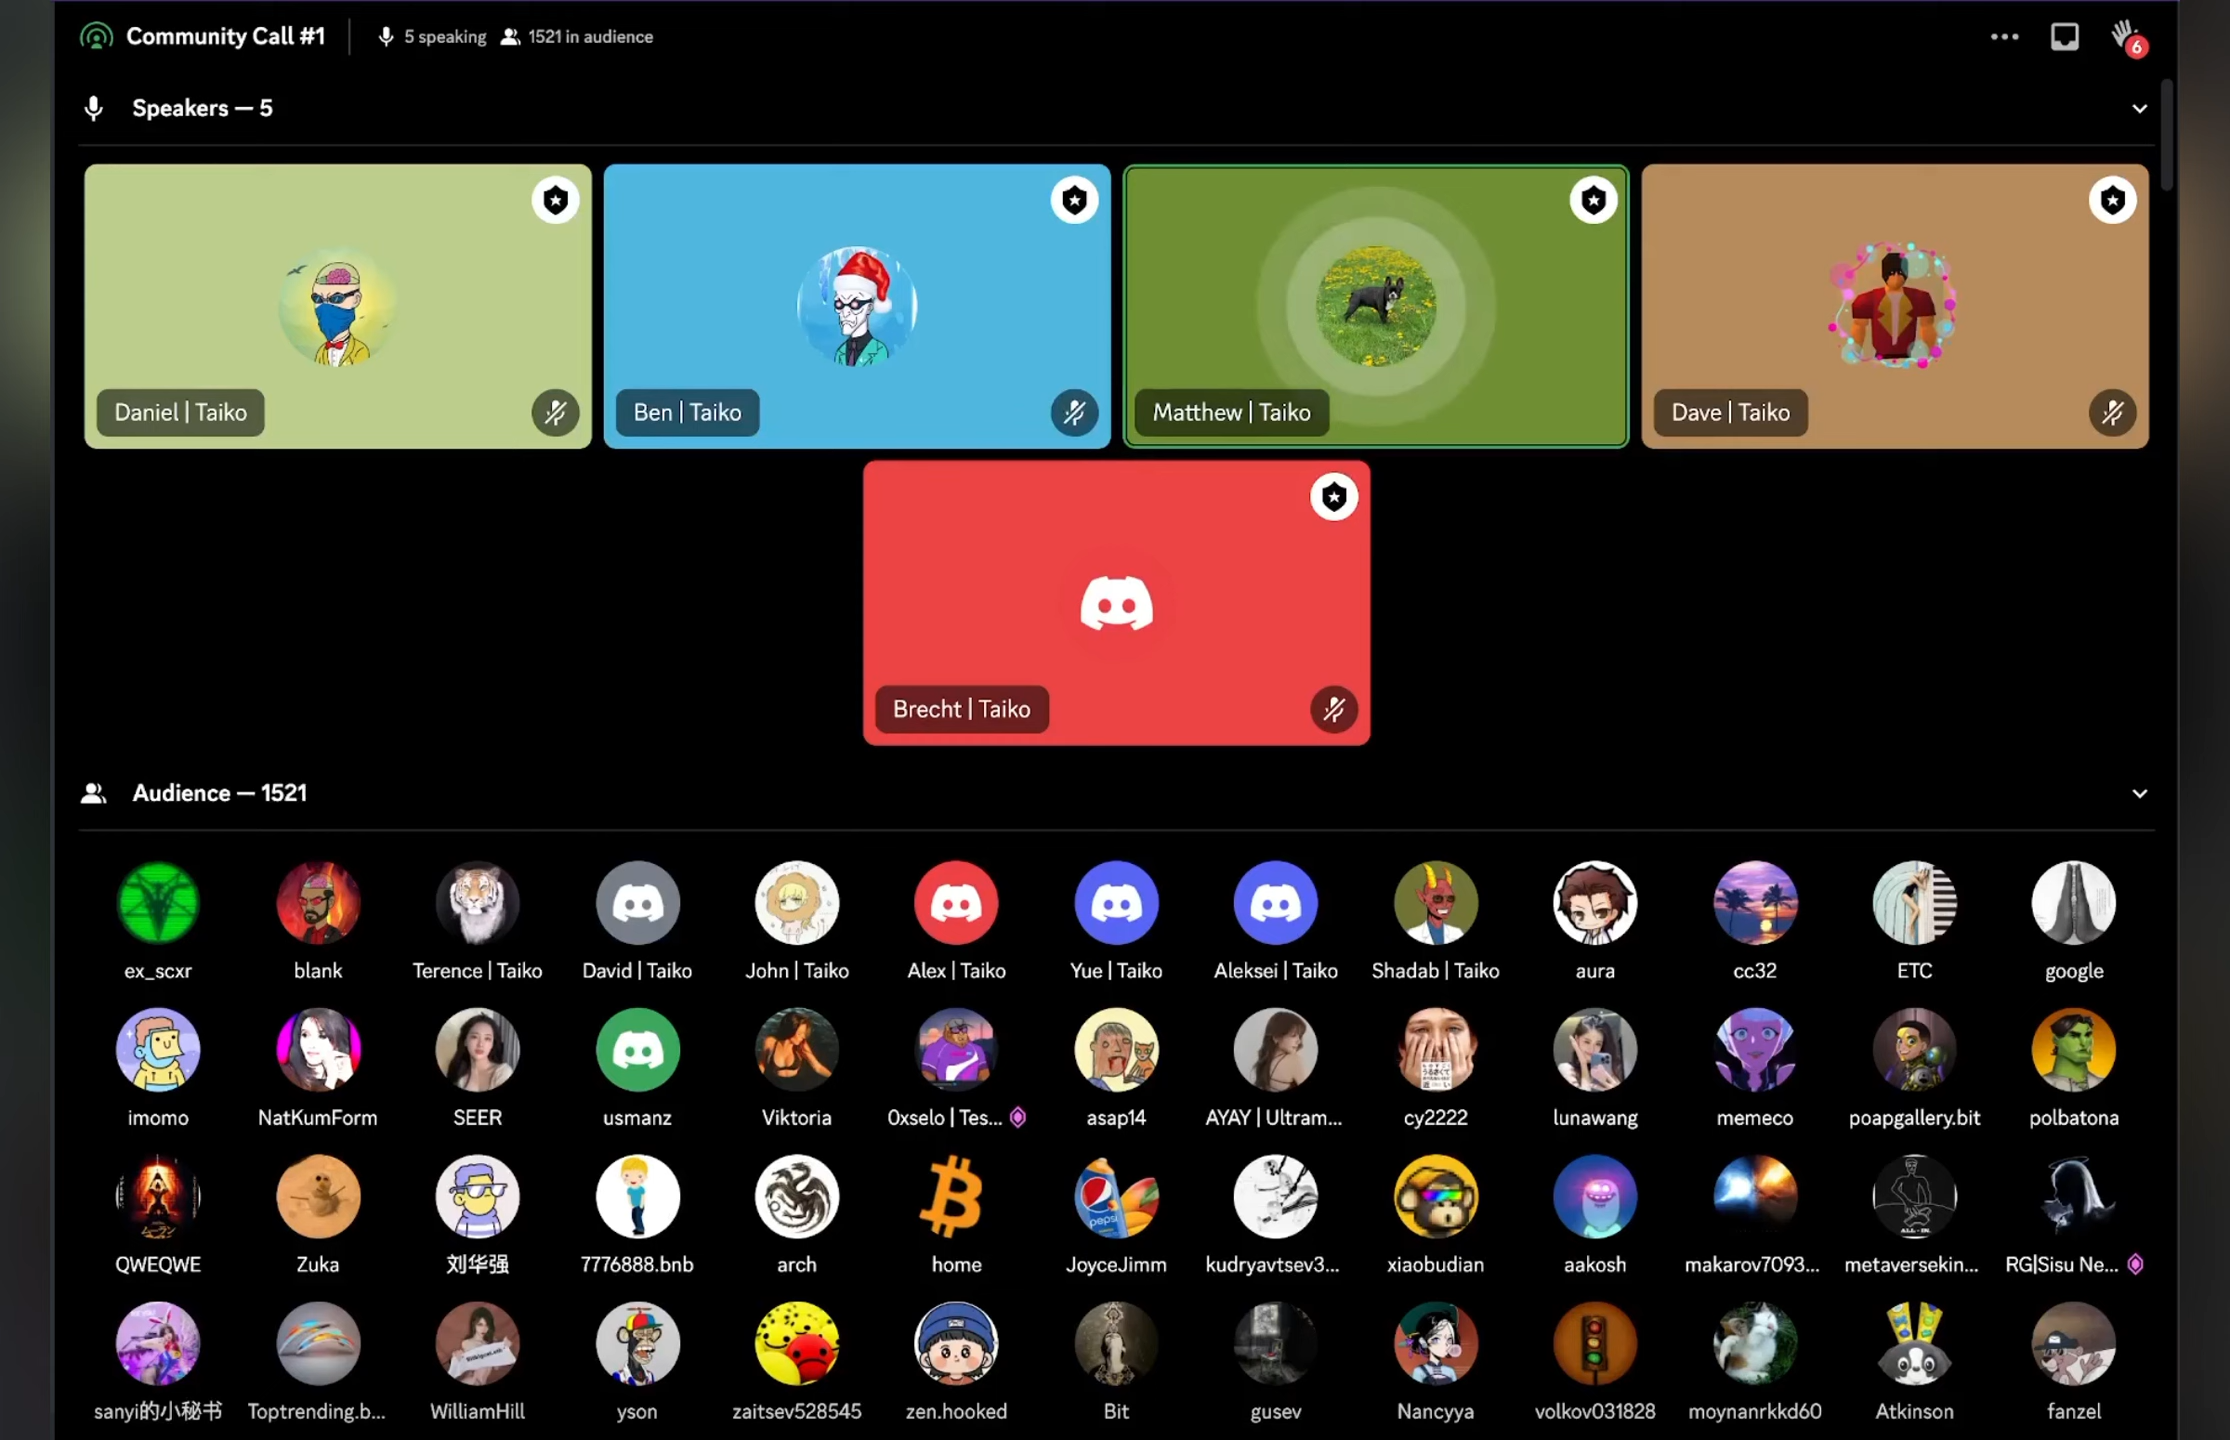 Community Call #1
5 speaking
1521 in audience
6
Speakers — 5
Daniel | Taiko
Ben | Taiko
Matthew | Taiko
Dave | Taiko
Brecht | Taiko
Audience — 1521
ex_scxr
blank
Terence | Taiko
David | Taiko
John | Taiko
Alex | Taiko
Yue | Taiko
Aleksei | Taiko
Shadab | Taiko
aura
cc32
ETC
google
imomo
NatKumForm
SEER
usmanz
Viktoria
0xselo | Tes...
asap14
AYAY | Ultram...
cy2222
lunawang
memeco
poapgallery.bit
polbatona
pepsi
ALL - IN.
QWEQWE
Zuka
刘华强
7776888.bnb
arch
home
JoyceJimm
kudryavtsev3...
xiaobudian
aakosh
makarov7093...
metaversekin...
RG|Sisu Ne...
sanyi的小秘书
Toptrending.b...
WilliamHill
yson
zaitsev528545
zen.hooked
Bit
gusev
Nancyya
volkov031828
moynanrkkd60
Atkinson
fanzel